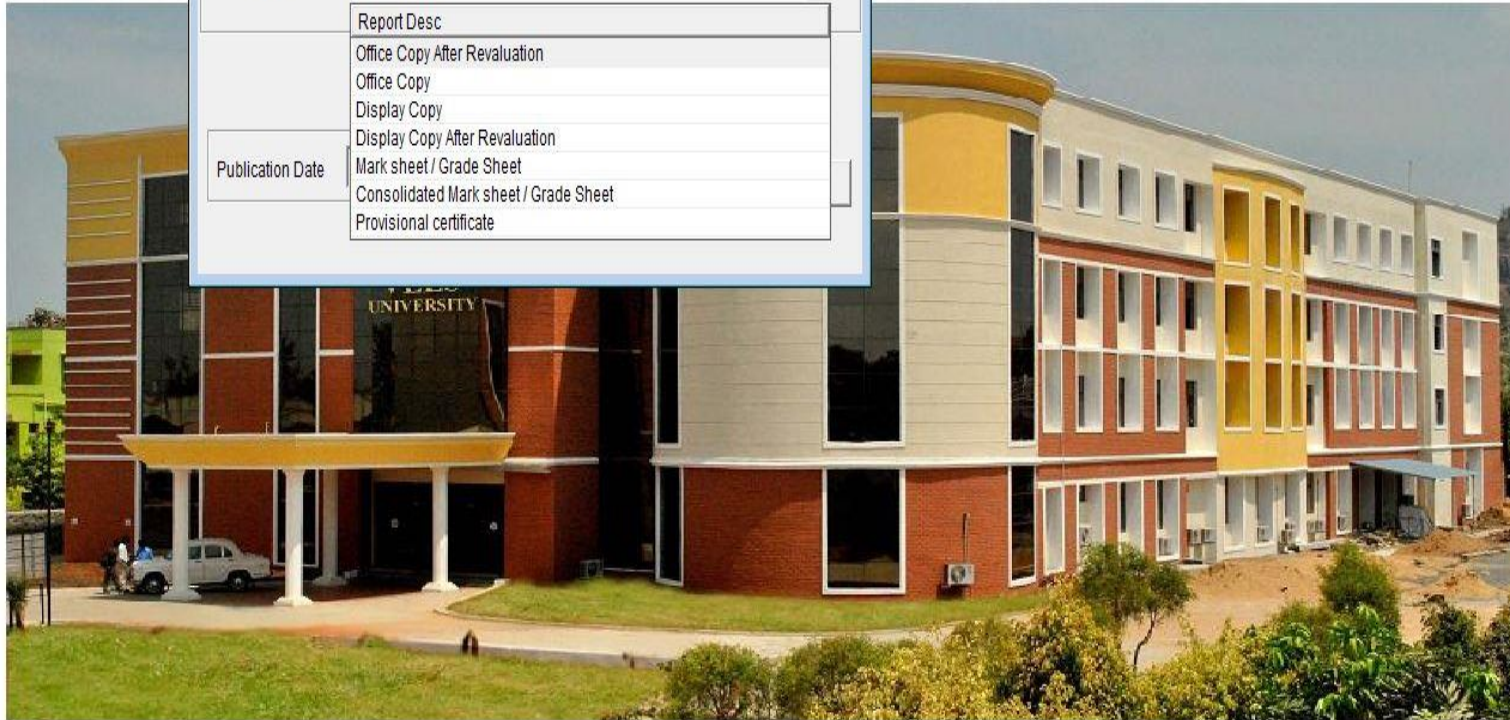 Report Desc
Office Copy After Revaluation
Office Copy
Display Copy
Display Copy After Revaluation
Publication Date
Mark sheet / Grade Sheet
Consolidated Mark sheet / Grade Sheet
Provisional certificate
UNIVERSITY